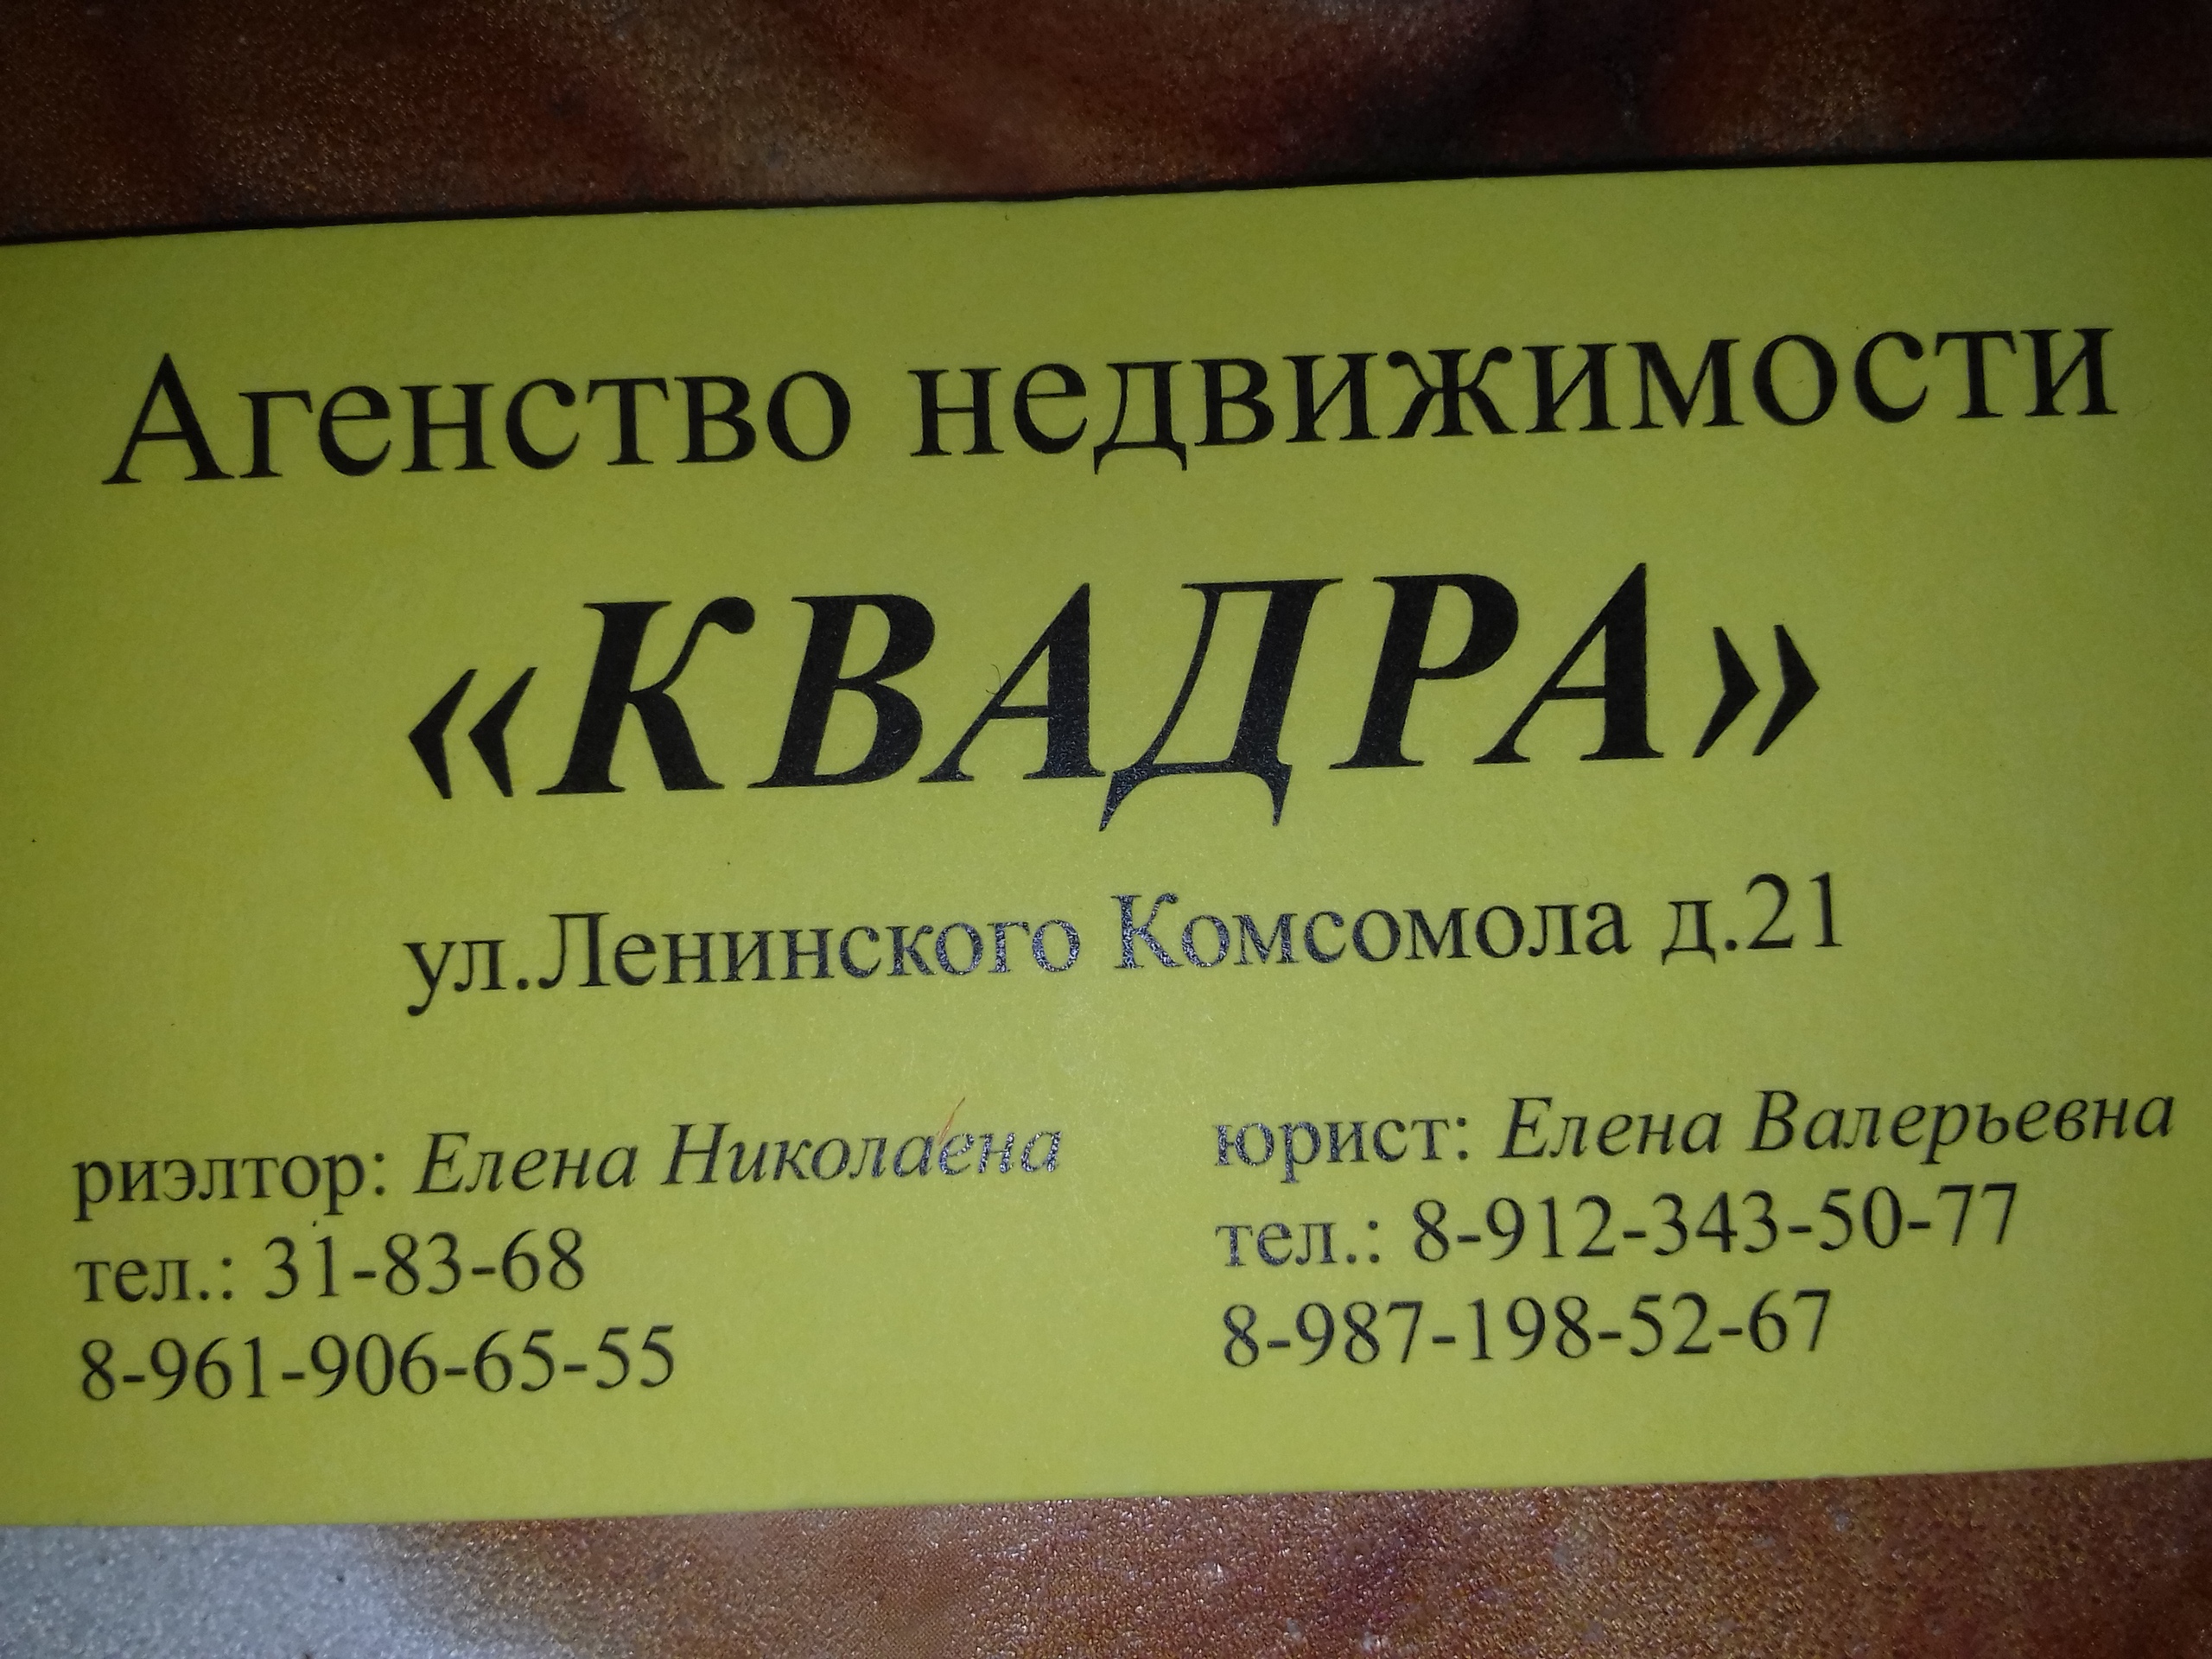 Агенство недвижимости
«КВАДРА»
ул.Ленинского Комсомола д.21
риэлтор: Елена Николаена
тел.: 31-83-68
8-961-906-65-55
юрист: Елена Валерьевна
тел.: 8-912-343-50-77
8-987-198-52-67